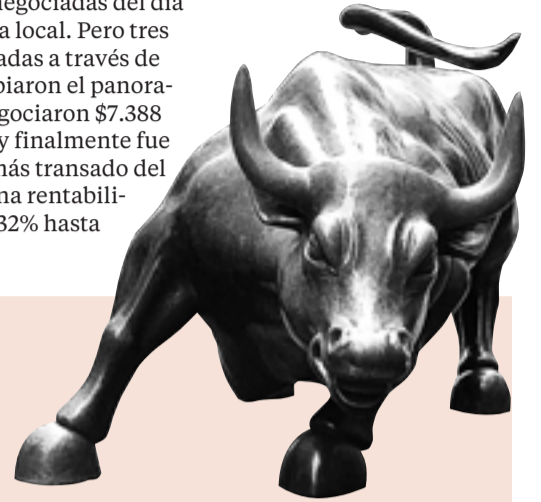 negociadas del día
a local. Pero tres
adas a través de
biaron el panora-
gociaron $7.388
y finalmente fue
más transado del
na rentabili-
32% hasta